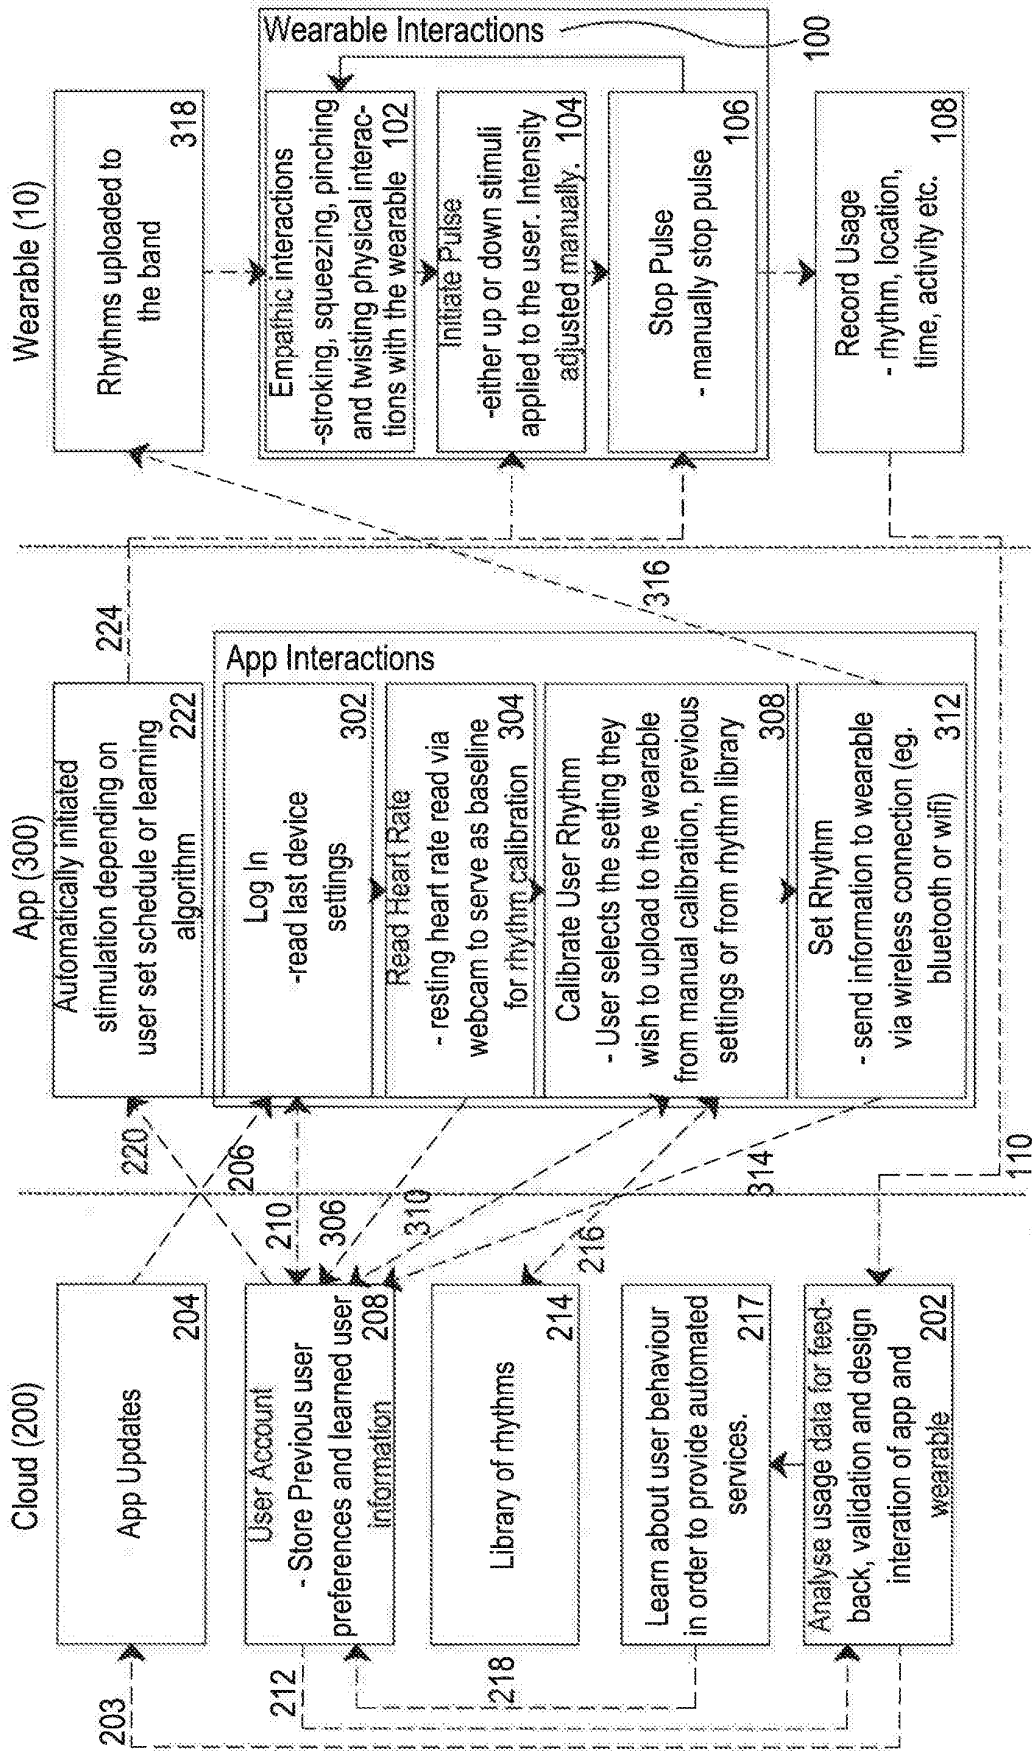 Cloud (200)
App Updates
204
User Account
- Store Previous user
preferences and learned user
information
208
Library of rhythms
214
Learn about user behaviour
in order to provide automated
services.
217
Analyse usage data for feed-
back, validation and design
interation of app and
wearable
202
203
212
218
220
206
210
306
310
216
314
110
App (300)
Automatically initiated
stimulation depending on
user set schedule or learning
algorithm
222
App Interactions
Log In
-read last device
settings
302
Read Heart Rate
- resting heart rate read via
webcam to serve as baseline
for rhythm calibration
304
Calibrate User Rhythm
- User selects the setting they
wish to upload to the wearable
from manual calibration, previous
settings or from rhythm library
308
Set Rhythm
- send information to wearable
via wireless connection (eg.
bluetooth or wifi)
312
224
316
Wearable (10)
Rhythms uploaded to
the band
318
Wearable Interactions
100
Empathic interactions
-stroking, squeezing, pinching
and twisting physical interac-
tions with the wearable 102
Initiate Pulse
-either up or down stimuli
applied to the user. Intensity
adjusted manually. 104
Stop Pulse
- manually stop pulse
106
Record Usage
- rhythm, location,
time, activity etc.
108